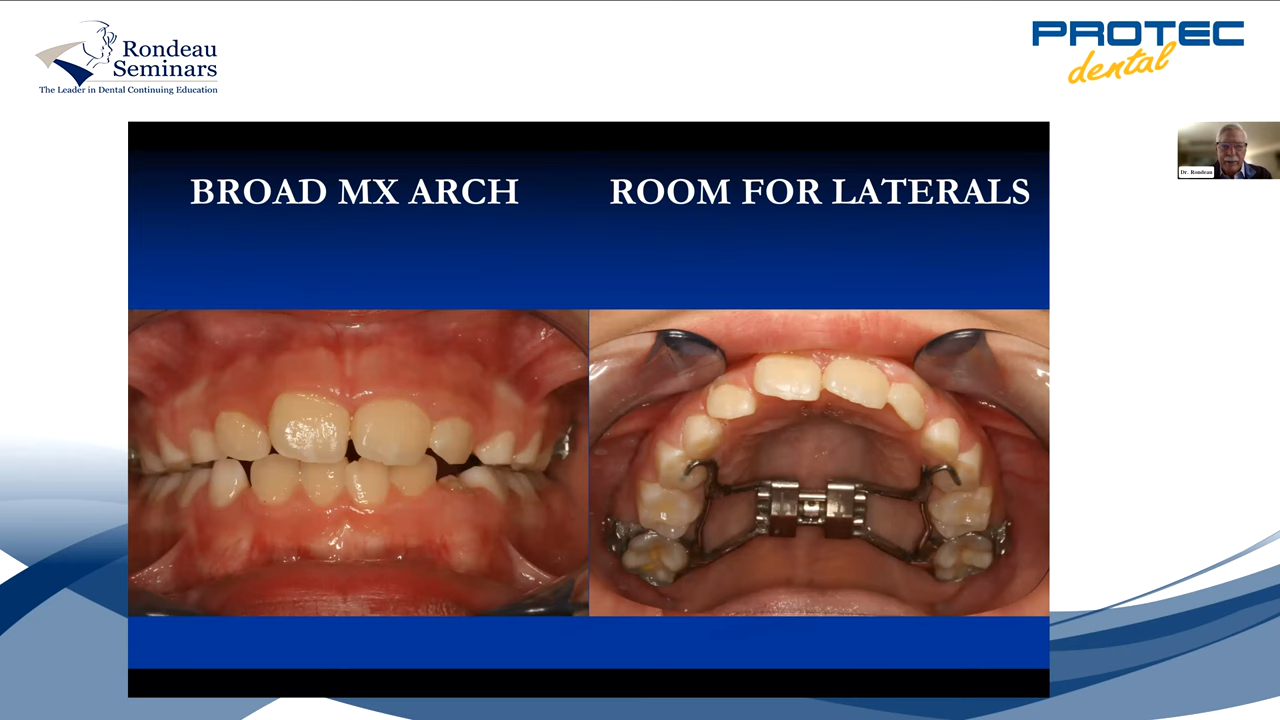 Rondeau
Seminars
The Leader in Dental Continuing Education
PROTEC
dental
Dr. Rondeau
BROAD MX ARCH
ROOM FOR LATERALS